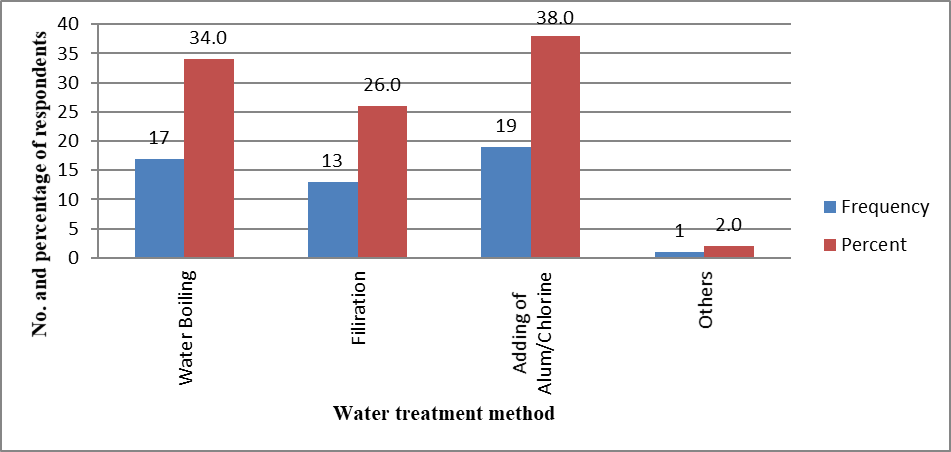 No. and percentage of respondents
40
35
30
25
20
15
10
5
0
17
34.0
13
26.0
19
38.0
1
2.0
Water Boiling
Filiration
Adding of
Alum/Chlorine
Others
Water treatment method
Frequency
Percent